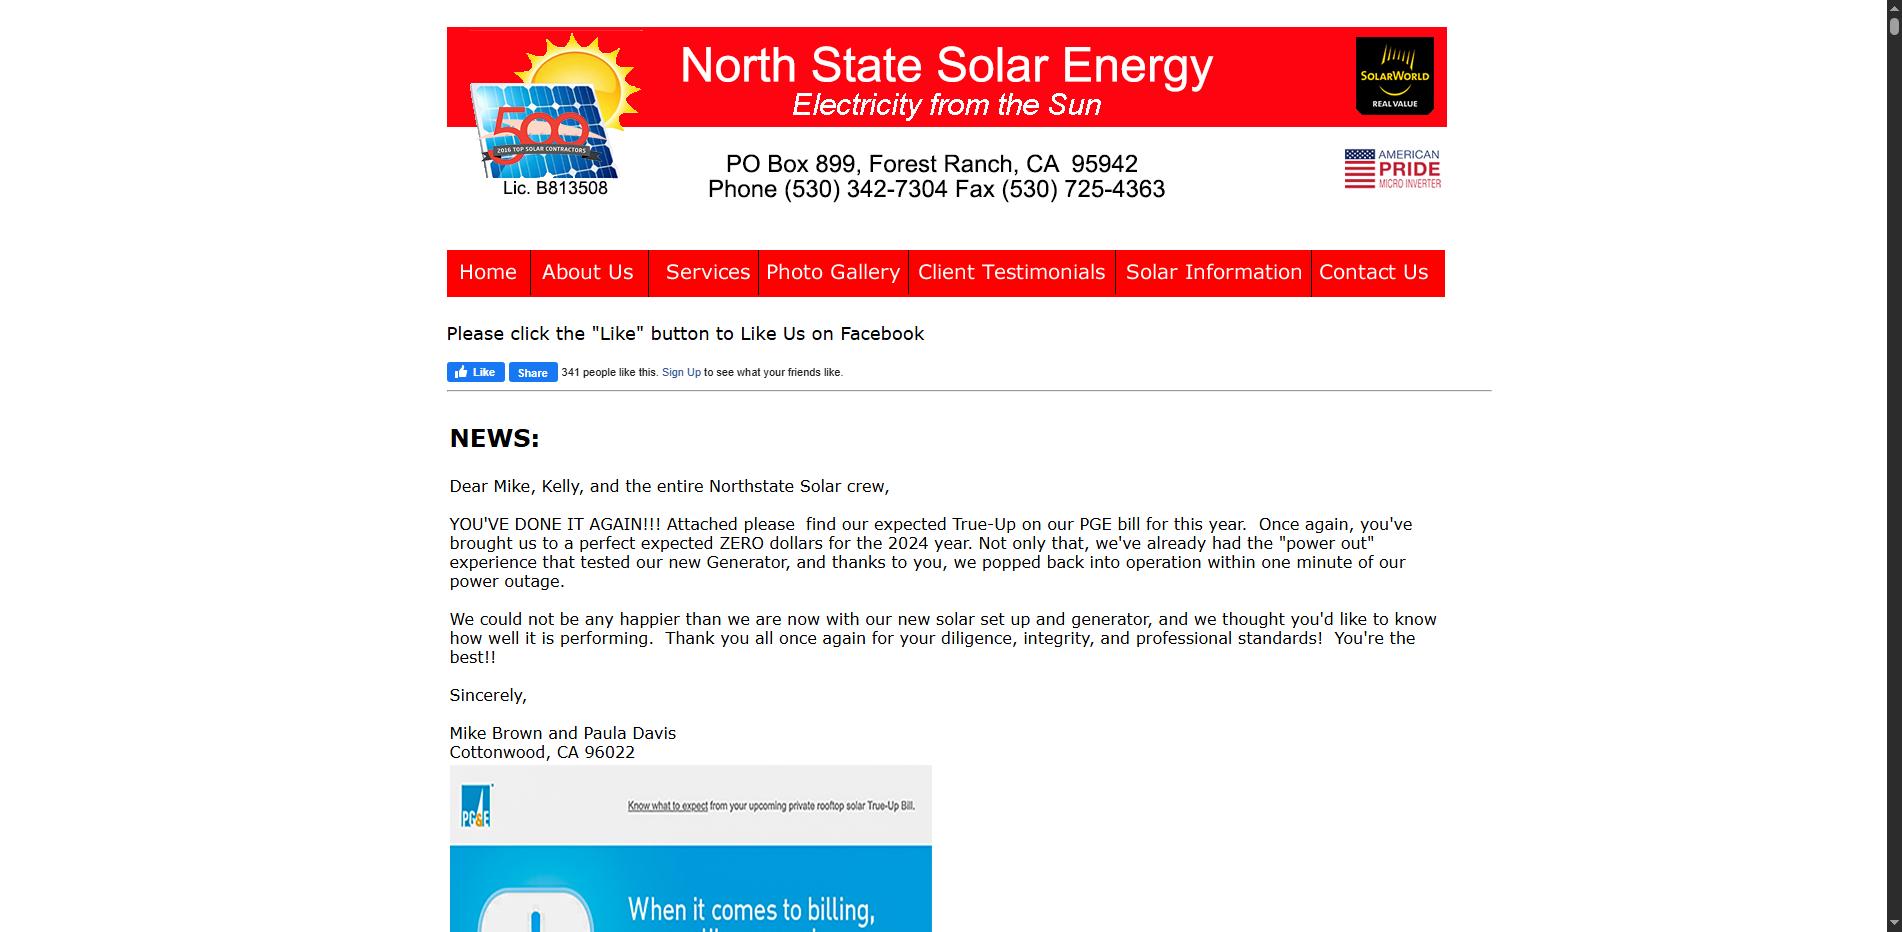 North State Solar Energy
Electricity from the Sun
SOLARWORLD
REAL VALUE
500
2016 TOP SOLAR CONTRACTORS
Lic. B813508
PO Box 899, Forest Ranch, CA  95942
Phone (530) 342-7304 Fax (530) 725-4363
AMERICAN
PRIDE
MICRO INVERTER
Home About Us Services Photo Gallery Client Testimonials Solar Information Contact Us
Please click the "Like" button to Like Us on Facebook
Like Share 341 people like this. Sign Up to see what your friends like.
NEWS:
Dear Mike, Kelly, and the entire Northstate Solar crew,
YOU'VE DONE IT AGAIN!!! Attached please  find our expected True-Up on our PGE bill for this year.  Once again, you've
brought us to a perfect expected ZERO dollars for the 2024 year. Not only that, we've already had the "power out"
experience that tested our new Generator, and thanks to you, we popped back into operation within one minute of our
power outage.
We could not be any happier than we are now with our new solar set up and generator, and we thought you'd like to know
how well it is performing.  Thank you all once again for your diligence, integrity, and professional standards!  You're the
best!!
Sincerely,
Mike Brown and Paula Davis
Cottonwood, CA 96022
PG&E
Know what to expect from your upcoming private rooftop solar True-Up Bill.
When it comes to billing,